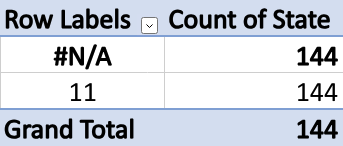 Row Labels Count of State
#N/A 144
11 144
Grand Total 144